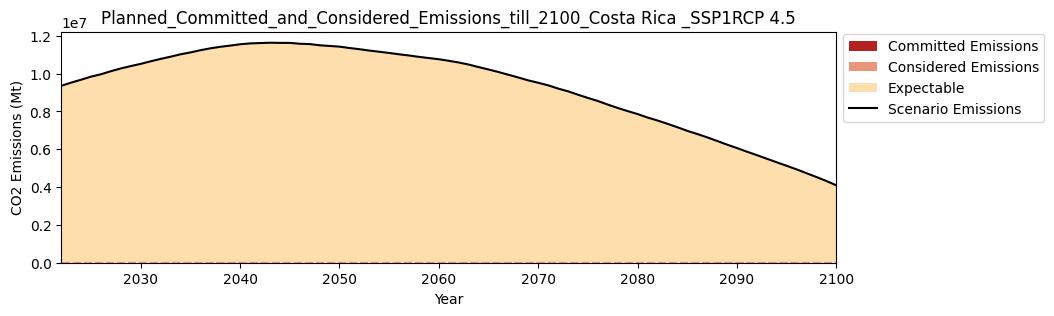 Planned_Committed_and_Considered_Emissions_till_2100_Costa Rica _SSP1RCP 4.5
1e7
1.2
1.0
0.8
0.6
0.4
0.2
0.0
CO2 Emissions (Mt)
2030 2040 2050 2060 2070 2080 2090 2100
Year
Committed Emissions
Considered Emissions
Expectable
Scenario Emissions